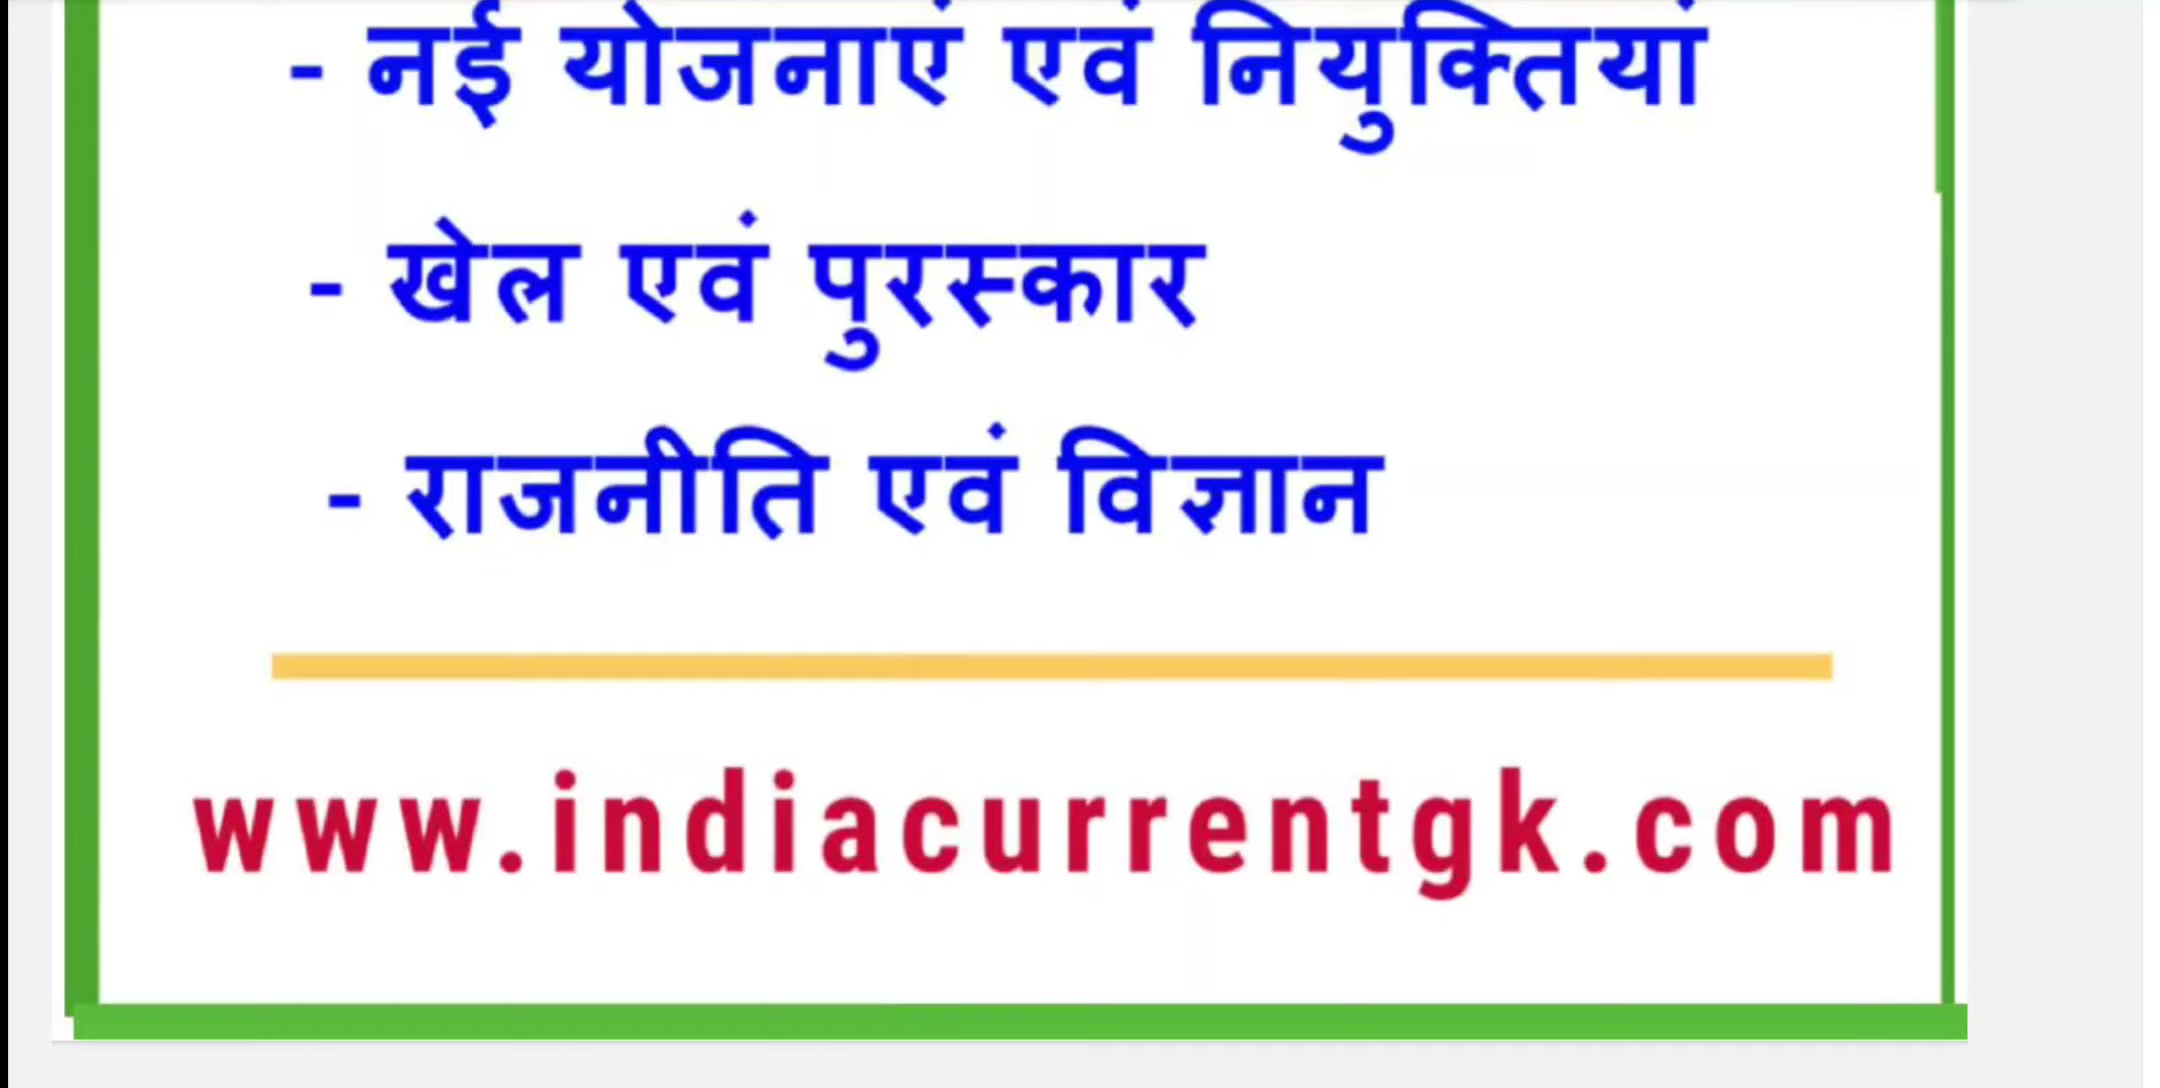 - नई योजनाएं एवं नियुक्तियां
- खेल एवं पुरस्कार
- राजनीति एवं विज्ञान
www.indiacurrentgk.com